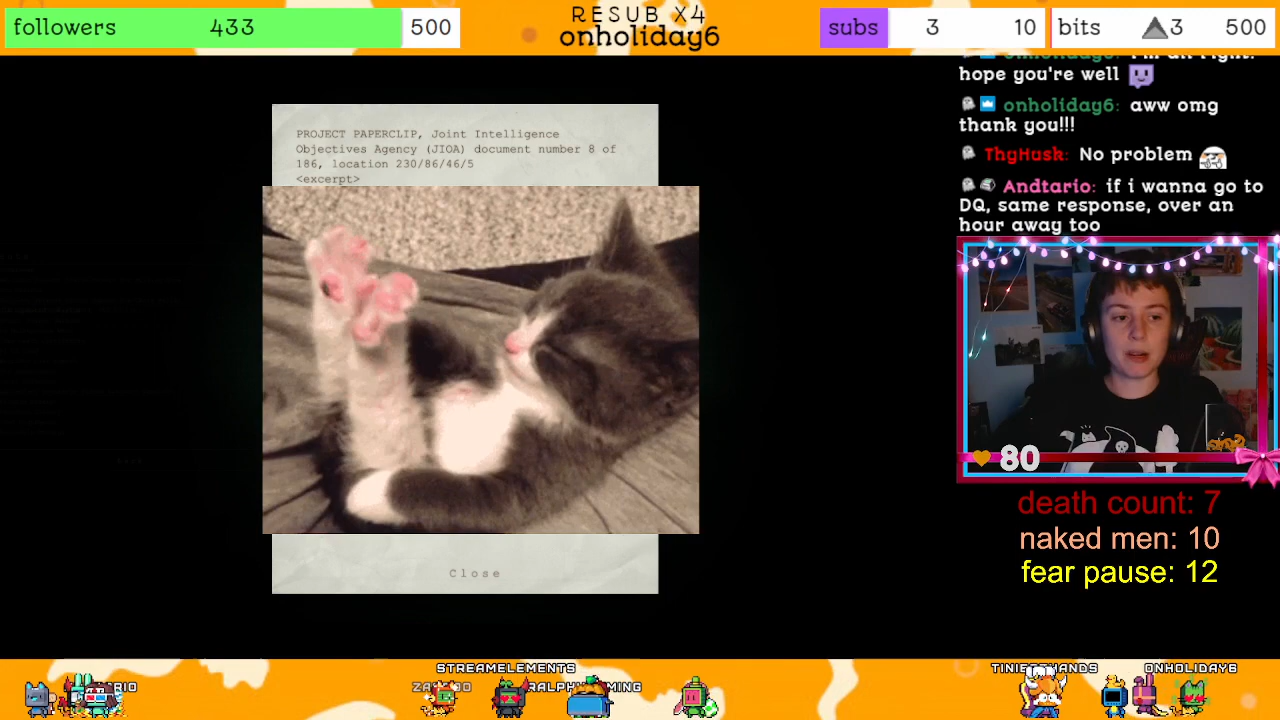 followers 433 500
RESUB X4
onholiday6
subs 3 10
bits 3 500
hope you're well
onholiday6: aww omg
thank you!!!
ThyHusk: No problem
Andtario: if i wanna go to
DQ, same response, over an
hour away too
PROJECT PAPERCLIP, Joint Intelligence
Objectives Agency (JIOA) document number 8 of
186, location 230/86/46/5
<excerpt>
Close
80
death count: 7
naked men: 10
fear pause: 12
STREAMELEMENTS
ONHOLIDAY6